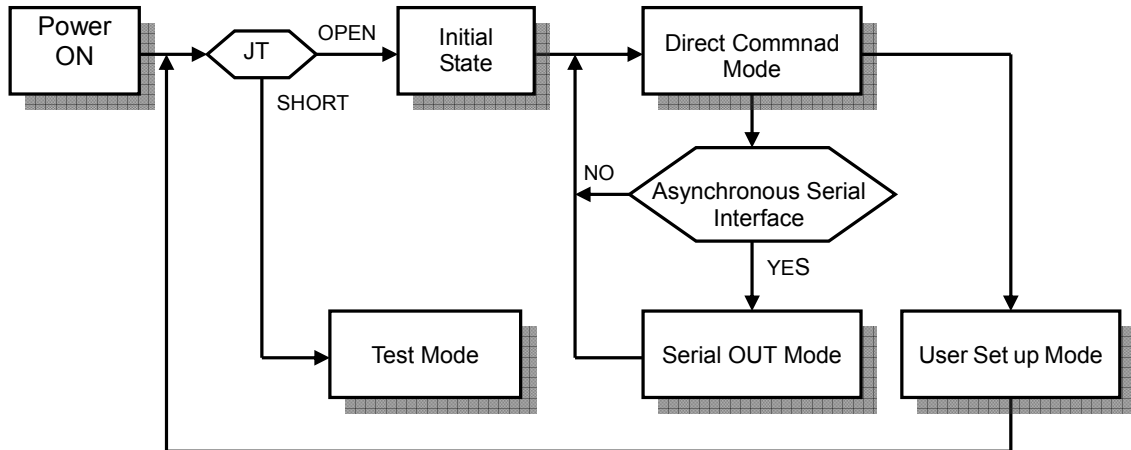 Power
ON
JT
OPEN
SHORT
Initial
State
Direct Commnad
Mode
NO
Asynchronous Serial
Interface
YES
Test Mode
Serial OUT Mode
User Set up Mode